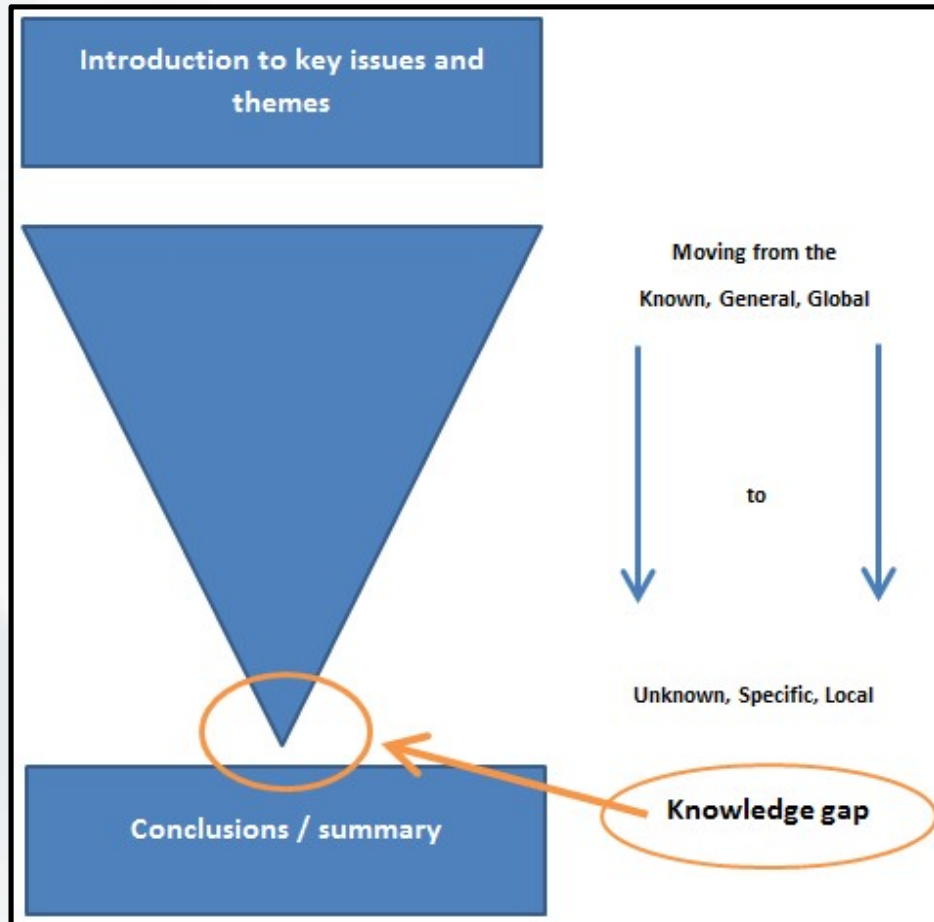 Introduction to key issues and
themes
Moving from the
Known, General, Global
to
Unknown, Specific, Local
Knowledge gap
Conclusions / summary